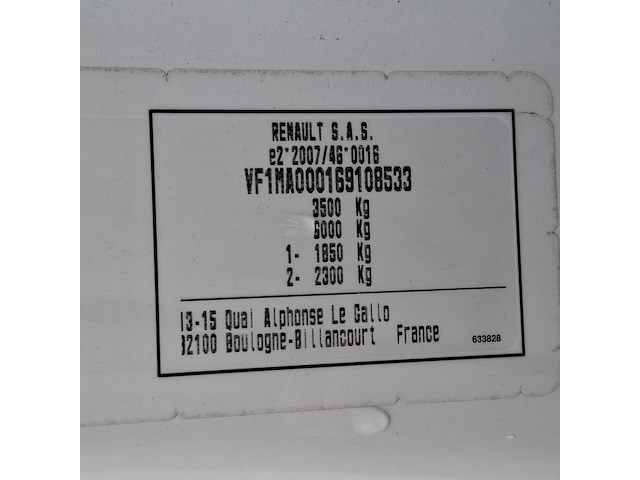 RENAULT S.A.S.
e2*2007/46*0016
VF1MA000169108533
3500 Kg
6000 Kg
1- 1850 Kg
2- 2300 Kg
13-15 Quai Alphonse Le Gallo
92100 Boulogne-Billancourt France
633828